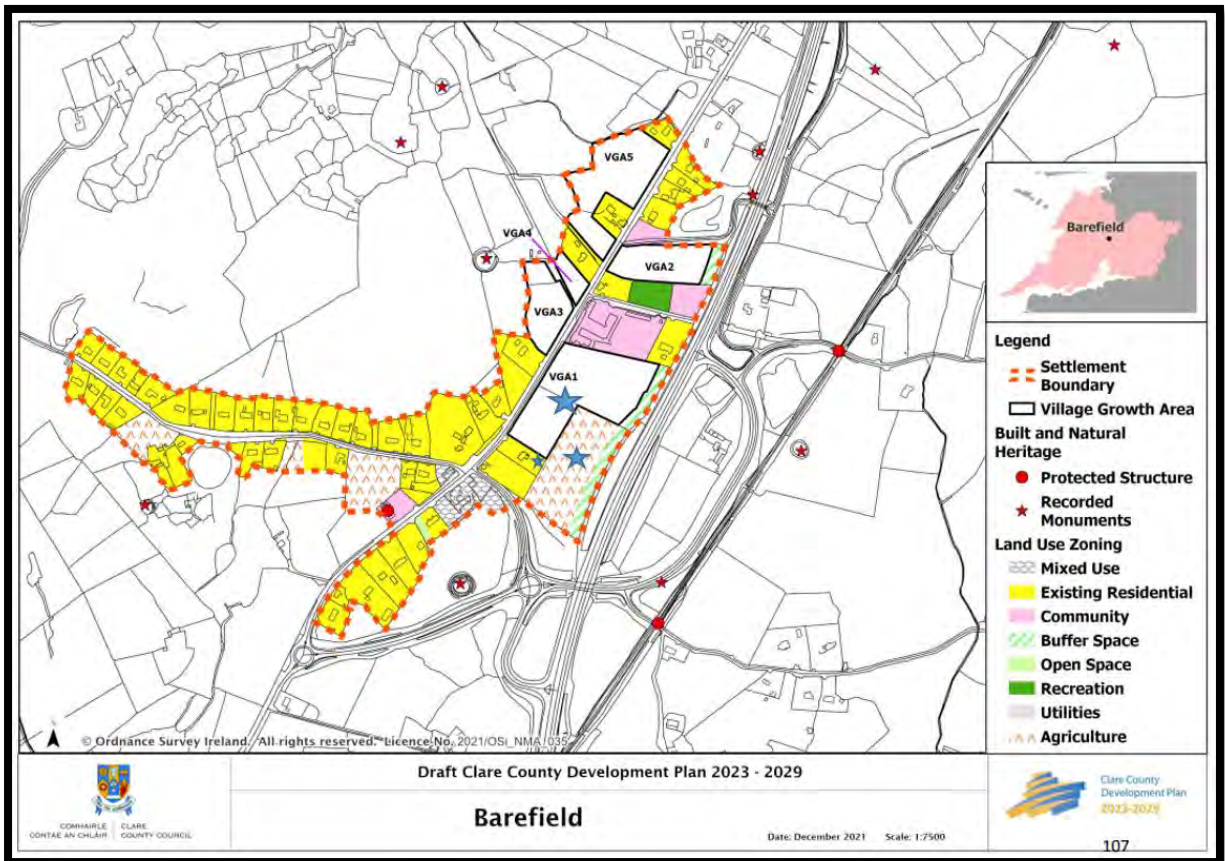 VGA5
VGA4
VGA2
VGA3
VGA1
© Ordnance Survey Ireland. All rights reserved. Licence No. 2021/OSi_NMA_035
Barefield
Legend
Settlement
Boundary
Village Growth Area
Built and Natural
Heritage
Protected Structure
Recorded
Monuments
Land Use Zoning
Mixed Use
Existing Residential
Community
Buffer Space
Open Space
Recreation
Utilities
Agriculture
COMHAIRLE
CONTAE AN CHLÁIR
CLARE
COUNTY COUNCIL
Draft Clare County Development Plan 2023 - 2029
Barefield
Date: December 2021 Scale: 1:7500
Clare County
Development Plan
2023-2029
107